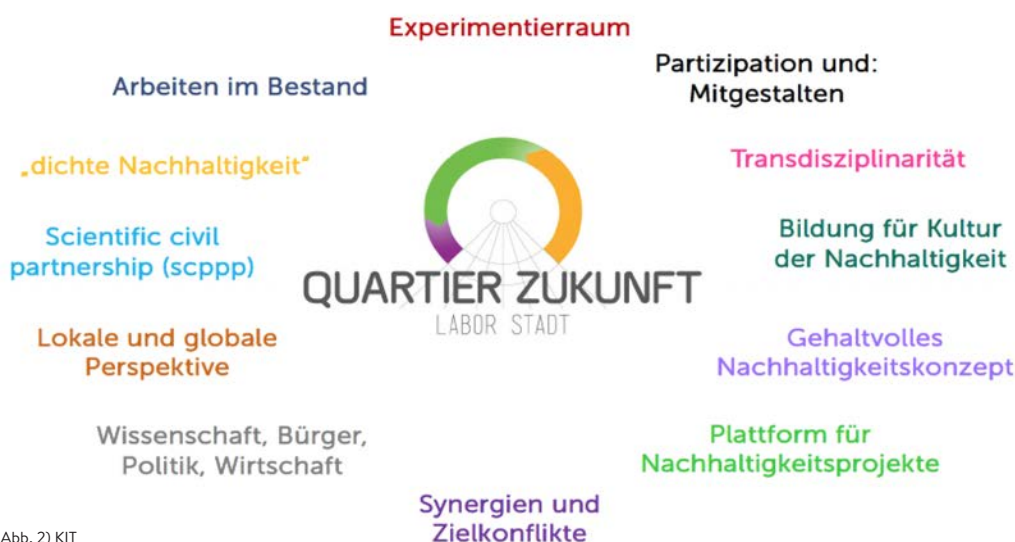 Experimentierraum
Partizipation und:
Mitgestalten
Arbeiten im Bestand
„dichte Nachhaltigkeit“
Transdisziplinarität
Scientific civil
partnership (scppp)
Bildung für Kultur
der Nachhaltigkeit
QUARTIER ZUKUNFT
LABOR STADT
Lokale und globale
Perspektive
Gehaltvolles
Nachhaltigkeitskonzept
Wissenschaft, Bürger,
Politik, Wirtschaft
Plattform für
Nachhaltigkeitsprojekte
Synergien und
Zielkonflikte
Abb. 2) KIT